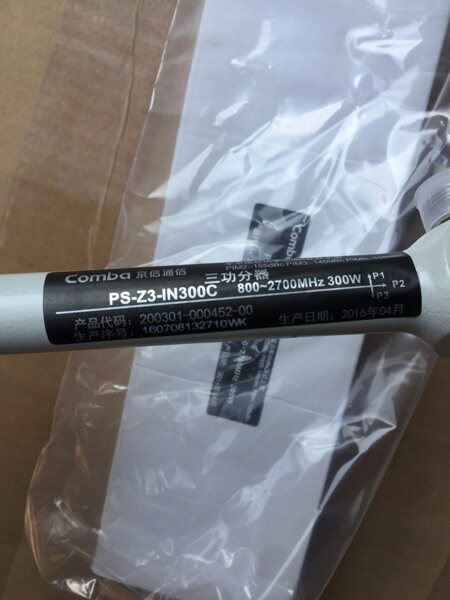 Comba 京信通信 三功分器
PS-Z3-IN300C 800~2700MHz 300W P1 P2 P3
产品代码: 200301-000452-00
生产序号: 160708132710WK 生产日期: 2016年04月
Comba